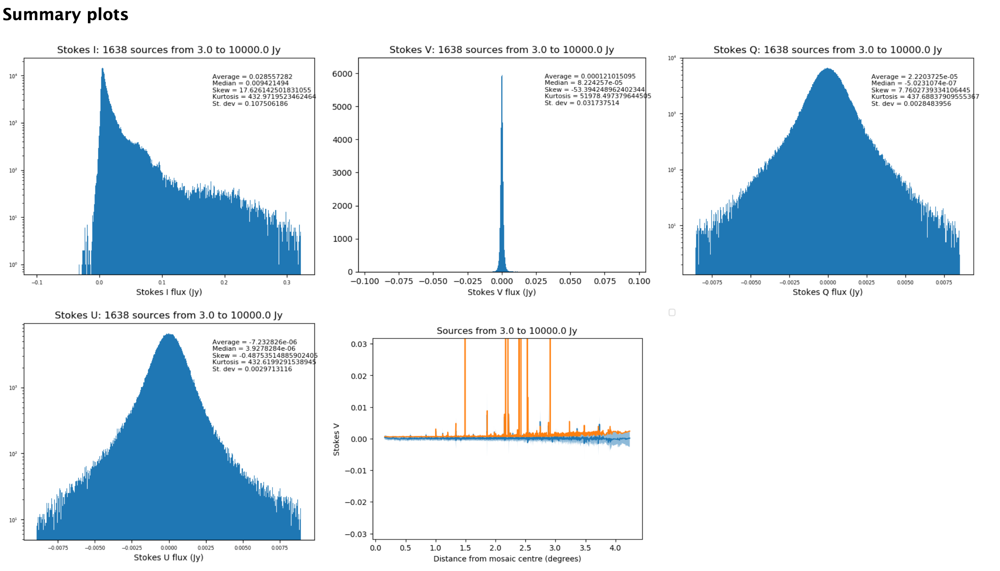 Summary plots
Stokes I: 1638 sources from 3.0 to 10000.0 Jy
Average = 0.028557282
Median = 0.009421494
Skew = 17.626142501831055
Kurtosis = 432.9719523462464
St. dev = 0.107506186
10⁴
10³
10²
10¹
10⁰
−0.1 0.0 0.1 0.2 0.3
Stokes I flux (Jy)
Stokes V: 1638 sources from 3.0 to 10000.0 Jy
Average = 0.000121015095
Median = 8.224257e-05
Skew = -53.394248962402344
Kurtosis = 51978.497379644505
St. dev = 0.031737514
6000
5000
4000
3000
2000
1000
0
−0.100 −0.075 −0.050 −0.025 0.000 0.025 0.050 0.075 0.100
Stokes V flux (Jy)
Stokes Q: 1638 sources from 3.0 to 10000.0 Jy
Average = 2.2203725e-05
Median = -5.0231074e-07
Skew = 7.7602739334106445
Kurtosis = 437.68837909555367
St. dev = 0.0028483956
10⁴
10³
10²
10¹
−0.0075 −0.0050 −0.0025 0.0000 0.0025 0.0050 0.0075
Stokes Q flux (Jy)
Stokes U: 1638 sources from 3.0 to 10000.0 Jy
Average = -7.232826e-06
Median = 3.9278284e-06
Skew = -0.48753514885902405
Kurtosis = 432.6199291538945
St. dev = 0.0029713116
10³
10²
10¹
−0.0075 −0.0050 −0.0025 0.0000 0.0025 0.0050 0.0075
Stokes U flux (Jy)
Sources from 3.0 to 10000.0 Jy
Stokes V
0.03
0.02
0.01
0.00
−0.01
−0.02
−0.03
0.0 0.5 1.0 1.5 2.0 2.5 3.0 3.5 4.0
Distance from mosaic centre (degrees)